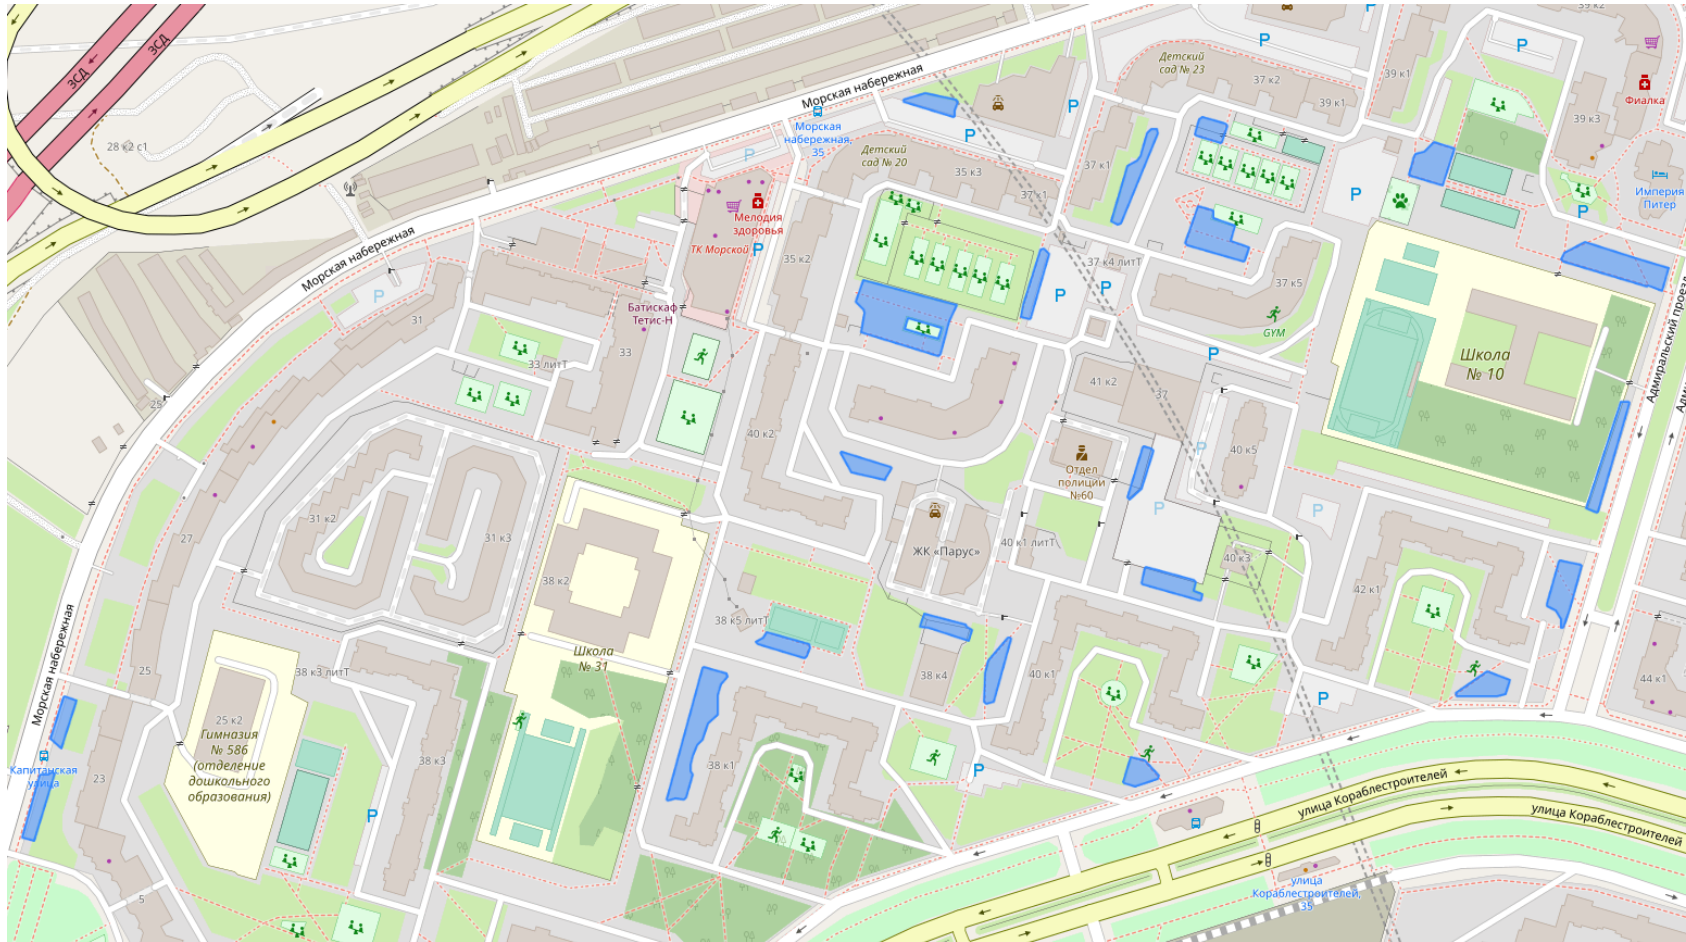 ЗСД
ЗСД
28 к2 с1
Морская набережная
Морская
набережная,
35
Детский
сад № 20
35 к3
37 к1
Детский
сад № 23
37 к2
39 к1
39 к1
39 к2
39 к3
Фиалка
Империя
Питер
37 к1
P
P
P
P
P
P
P
Мелодия
здоровья
ТК Морской
P
35 к2
Морская набережная
P
31
Батискаф
Тетис-Н
33
33 литТ
37 к4 литТ
P
P
37 к5
GYM
P
Школа
№ 10
Адмиральский проезд
25
27
31 к2
31 к3
40 к2
41 к2
37
40 к5
P
Отдел
полиции
№60
P
P
ЖК «Парус»
40 к1 литТ
40 к3
42 к1
38 к2
38 к5 литТ
Школа
№ 31
38 к4
40 к1
44 к1
P
Морская набережная
25
38 к3 литТ
25 к2
Гимназия
№ 586
(отделение
дошкольного
образования)
Капитанская
улица
23
38 к3
38 к1
P
P
5
улица Кораблестроителей
улица Кораблестроителей
улица
Кораблестроителей,
35